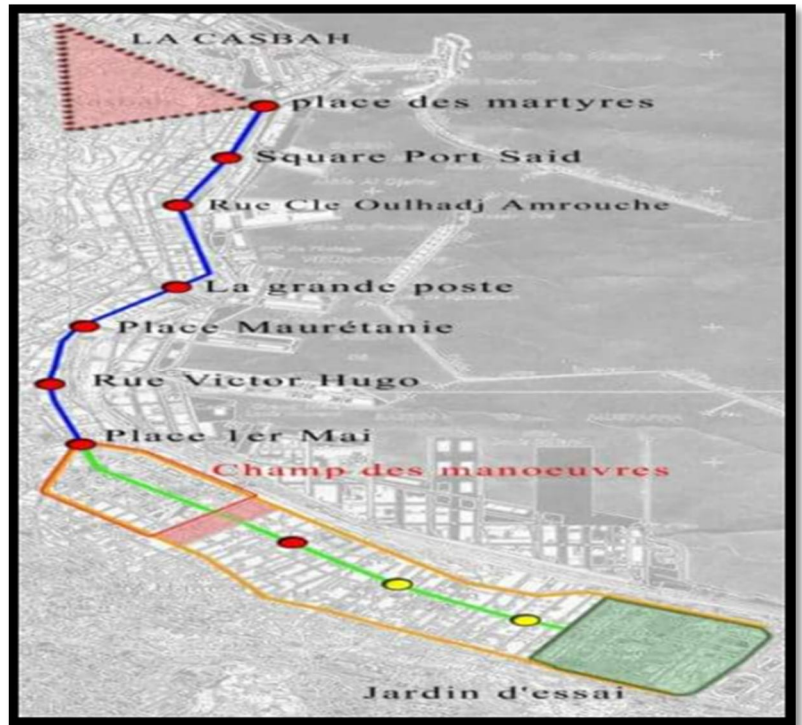 LA CASBAH
place des martyres
Square Port Said
Rue Cle Oulhadj Amrouche
La grande poste
Place Maurétanie
Rue Victor Hugo
Place 1er Mai
Champ des manoeuvres
Jardin d'essai